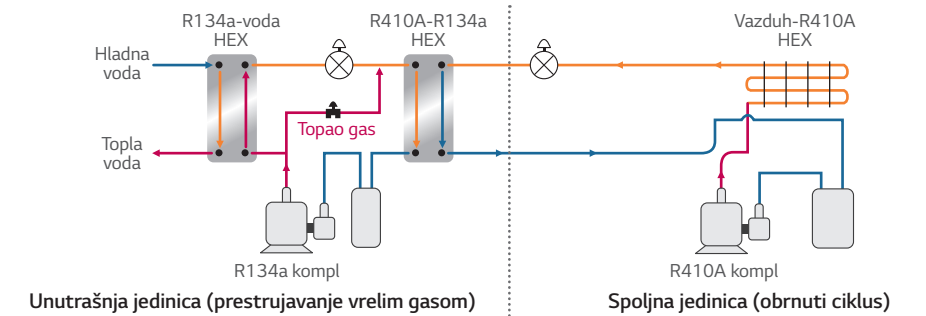 R134a-voda
HEX
R410A-R134a
HEX
Vazduh-R410A
HEX
Hladna
voda
Topao gas
Topla
voda
R134a kompl
R410A kompl
Unutrašnja jedinica (prestrujavanje vrelim gasom)
Spoljna jedinica (obrnuti ciklus)